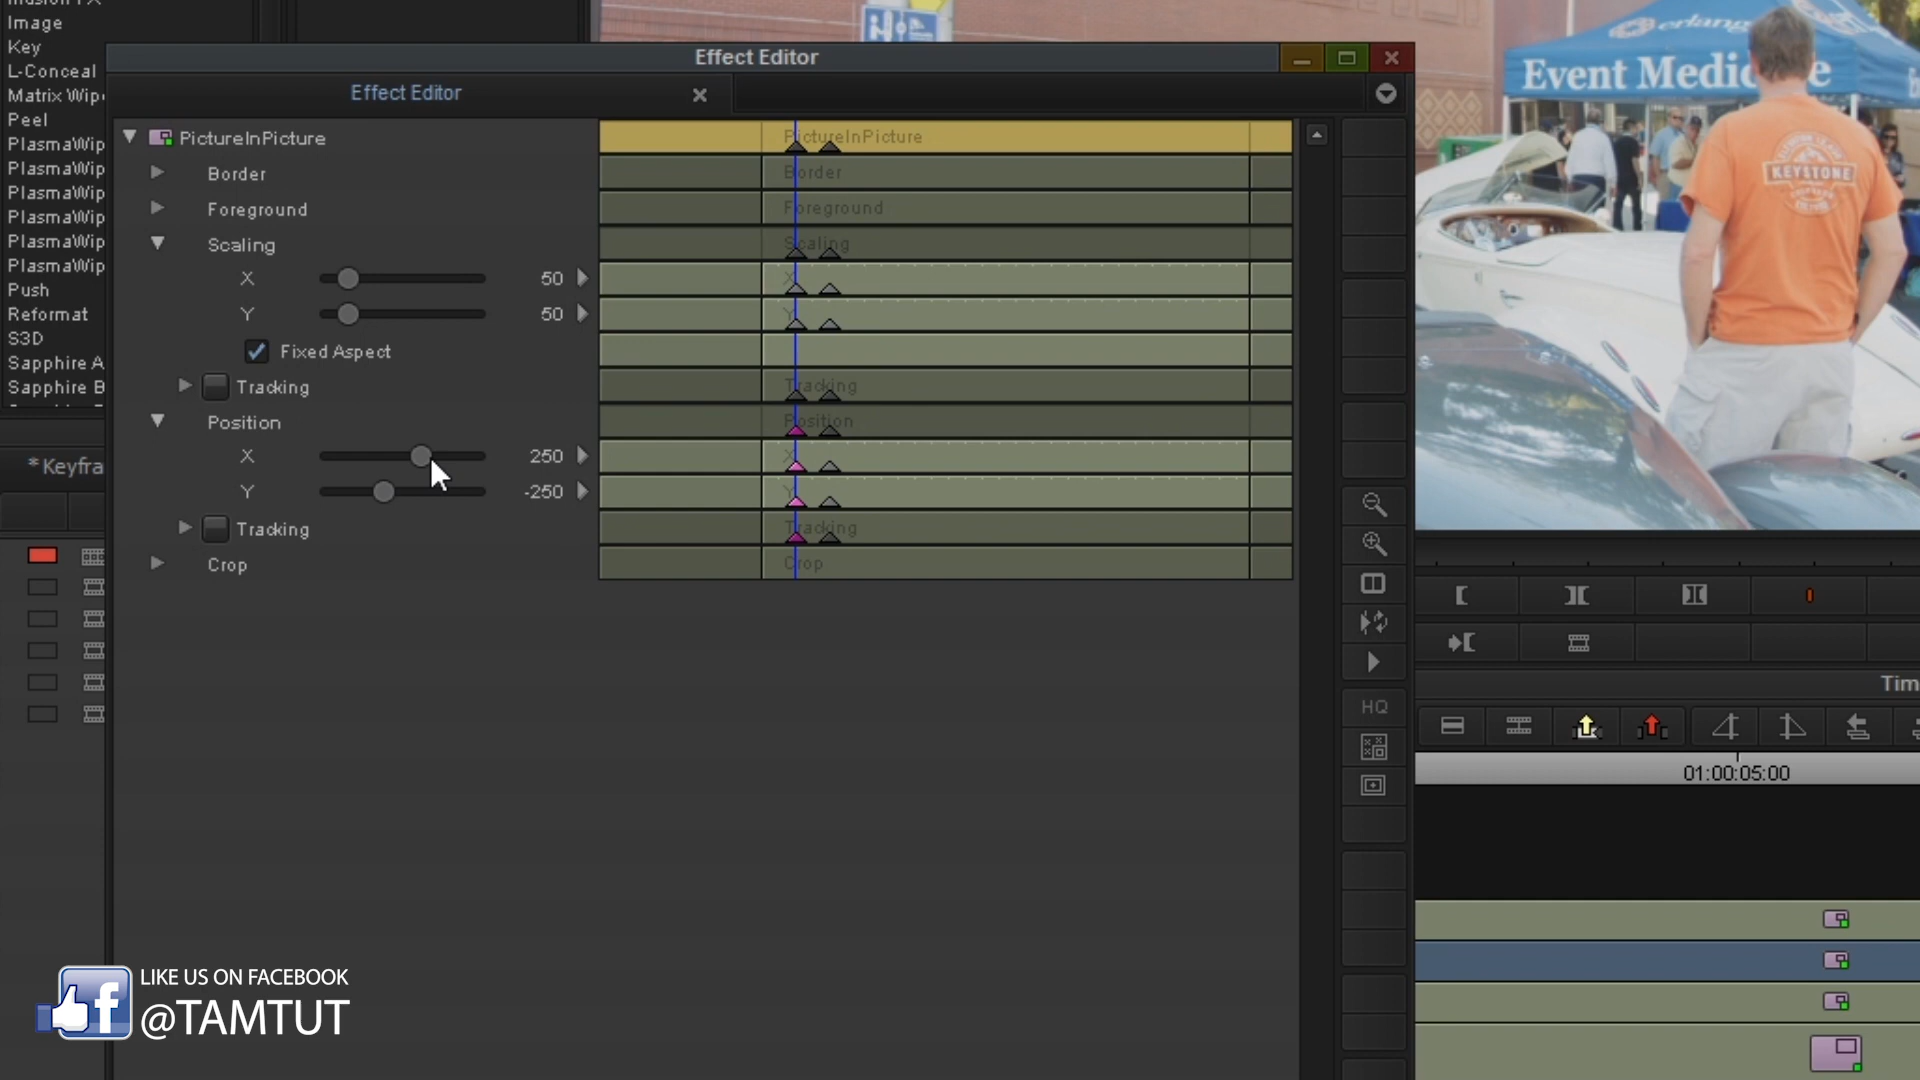 Image
Key
L-Conceal
Matrix Wip
Peel
PlasmaWip
PlasmaWip
PlasmaWip
PlasmaWip
PlasmaWip
PlasmaWip
Push
Reformat
S3D
Sapphire A
Sapphire B
*Keyfra
Effect Editor
Effect Editor
PictureInPicture
Border
Foreground
Scaling
X 50
Y 50
Fixed Aspect
Tracking
Position
X 250
Y -250
Tracking
Crop
PictureInPicture
Border
Foreground
Scaling
X
Y
Tracking
Position
X
Y
Tracking
Crop
HQ
erlang
Event Medic e
KEYSTONE
Tim
01:00:05:00
LIKE US ON FACEBOOK
@TAMTUT